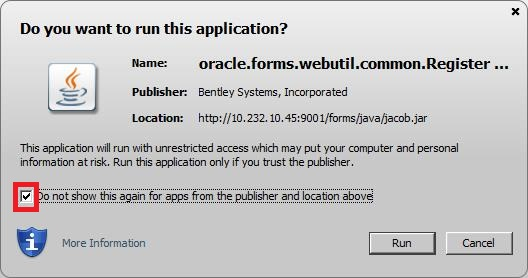 Do you want to run this application?
Name: oracle.forms.webutil.common.Register ...
Publisher: Bentley Systems, Incorporated
Location: http://10.232.10.45:9001/forms/java/jacob.jar
This application will run with unrestricted access which may put your computer and personal
information at risk. Run this application only if you trust the publisher.
Do not show this again for apps from the publisher and location above
More Information
Run
Cancel